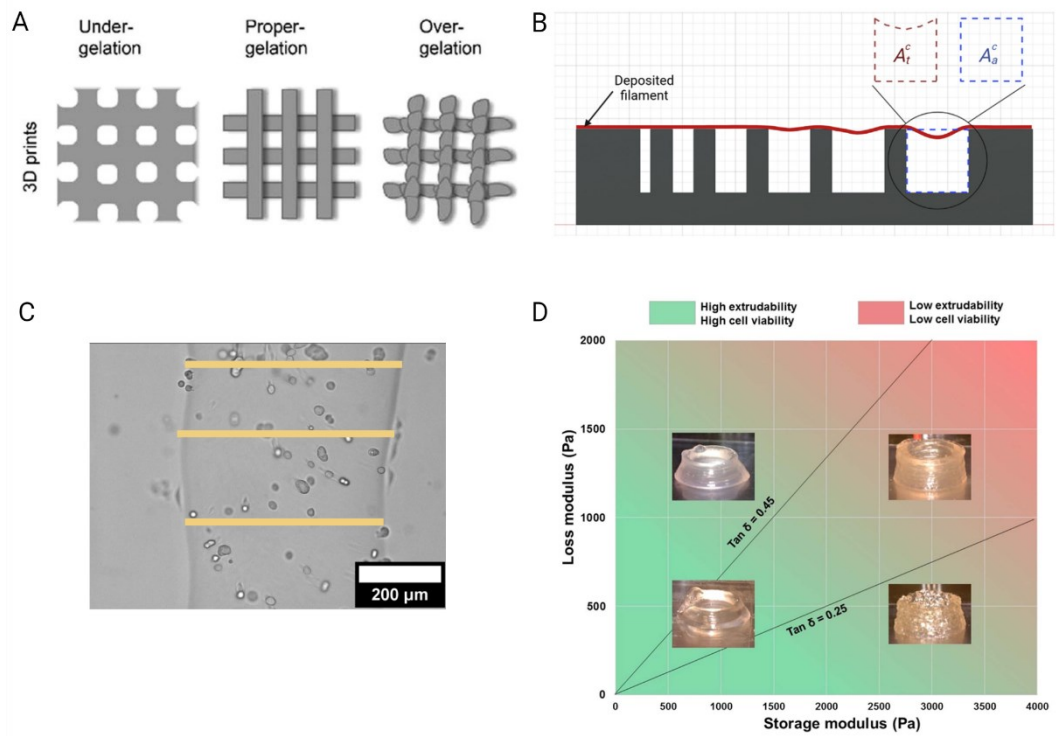 A
Under-
gelation
Proper-
gelation
Over-
gelation
3D prints
B
Deposited
filament
A_t^c
A_a^c
C
200 µm
D
High extrudability
High cell viability
Low extrudability
Low cell viability
Loss modulus (Pa)
2000
1500
1000
500
0
Tan δ = 0.45
Tan δ = 0.25
0 500 1000 1500 2000 2500 3000 3500 4000
Storage modulus (Pa)